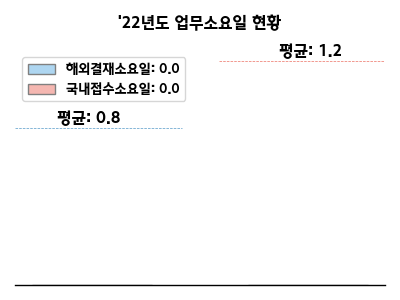 '22년도 업무소요일 현황
평균: 1.2
해외결재소요일: 0.0
국내접수소요일: 0.0
평균: 0.8